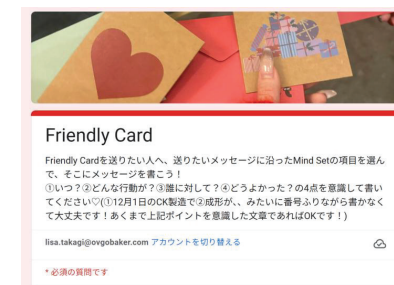 Friendly Card
Friendly Cardを送りたい人へ、送りたいメッセージに沿ったMind Setの項目を選ん
で、そこにメッセージを書こう！
①いつ？②どんな行動が？③誰に対して？④どうよかった？の4点を意識して書い
てください♡(①12月1日のCK製造で②成形が、、みたいに番号ふりながら書かなく
て大丈夫です！あくまで上記ポイントを意識した文章であればOKです！)
lisa.takagi@ovgobaker.com アカウントを切り替える
* 必須の質問です